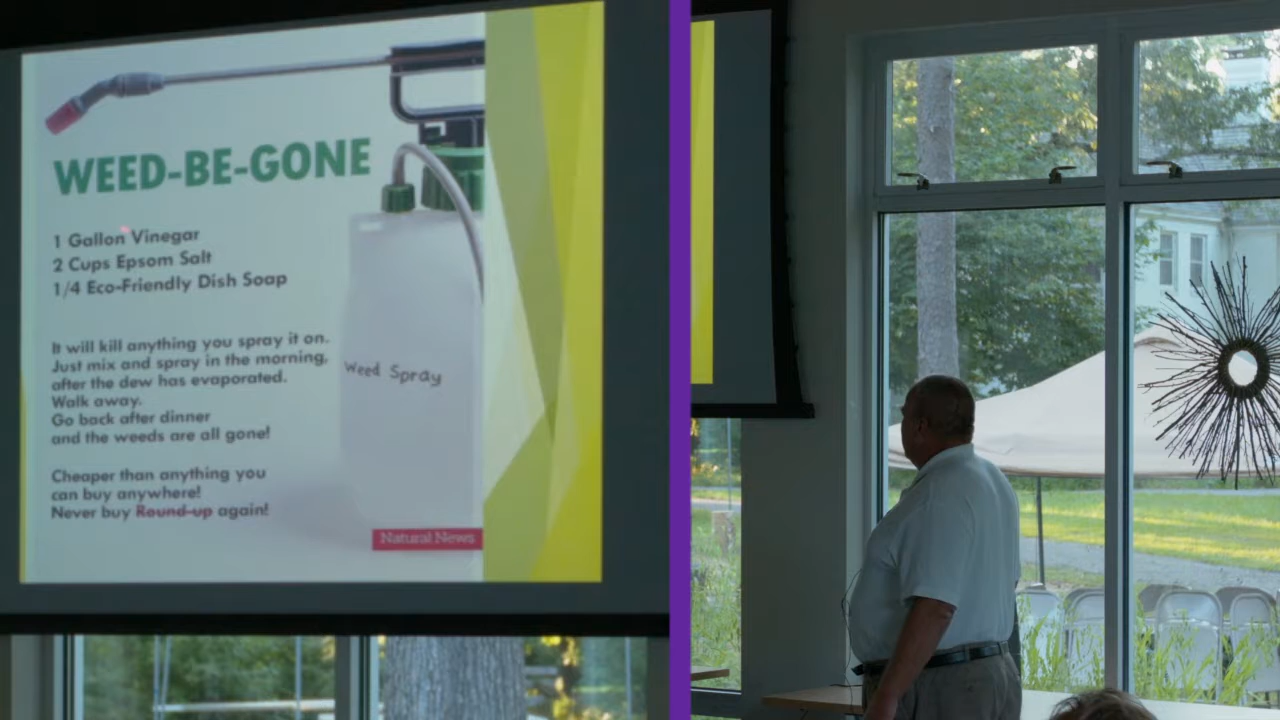 WEED-BE-GONE
1 Gallon Vinegar
2 Cups Epsom Salt
1/4 Eco-Friendly Dish Soap
It will kill anything you spray it on.
Just mix and spray in the morning,
after the dew has evaporated.
Walk away.
Go back after dinner
and the weeds are all gone!
Cheaper than anything you
can buy anywhere!
Never buy Round-up again!
Weed Spray
Natural News